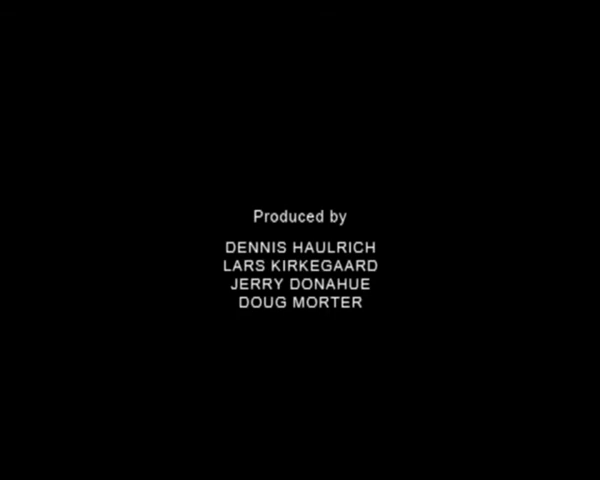 Produced by
DENNIS HAULRICH
LARS KIRKEGAARD
JERRY DONAHUE
DOUG MORTER